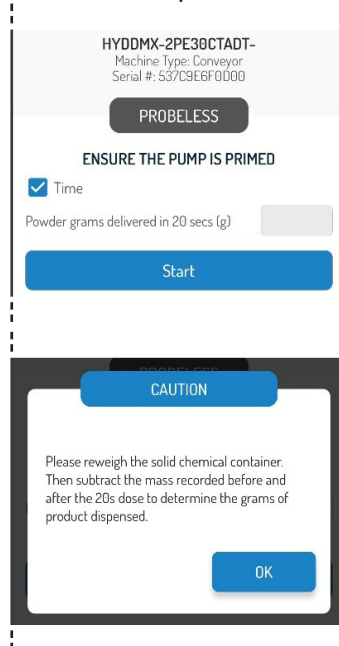 HYDDMX-2PE30CTADT-
Machine Type: Conveyor
Serial #: 537C9E6F0D00
PROBELESS
ENSURE THE PUMP IS PRIMED
Time
Powder grams delivered in 20 secs (g)
Start
CAUTION
Please reweigh the solid chemical container.
Then subtract the mass recorded before and
after the 20s dose to determine the grams of
product dispensed.
OK